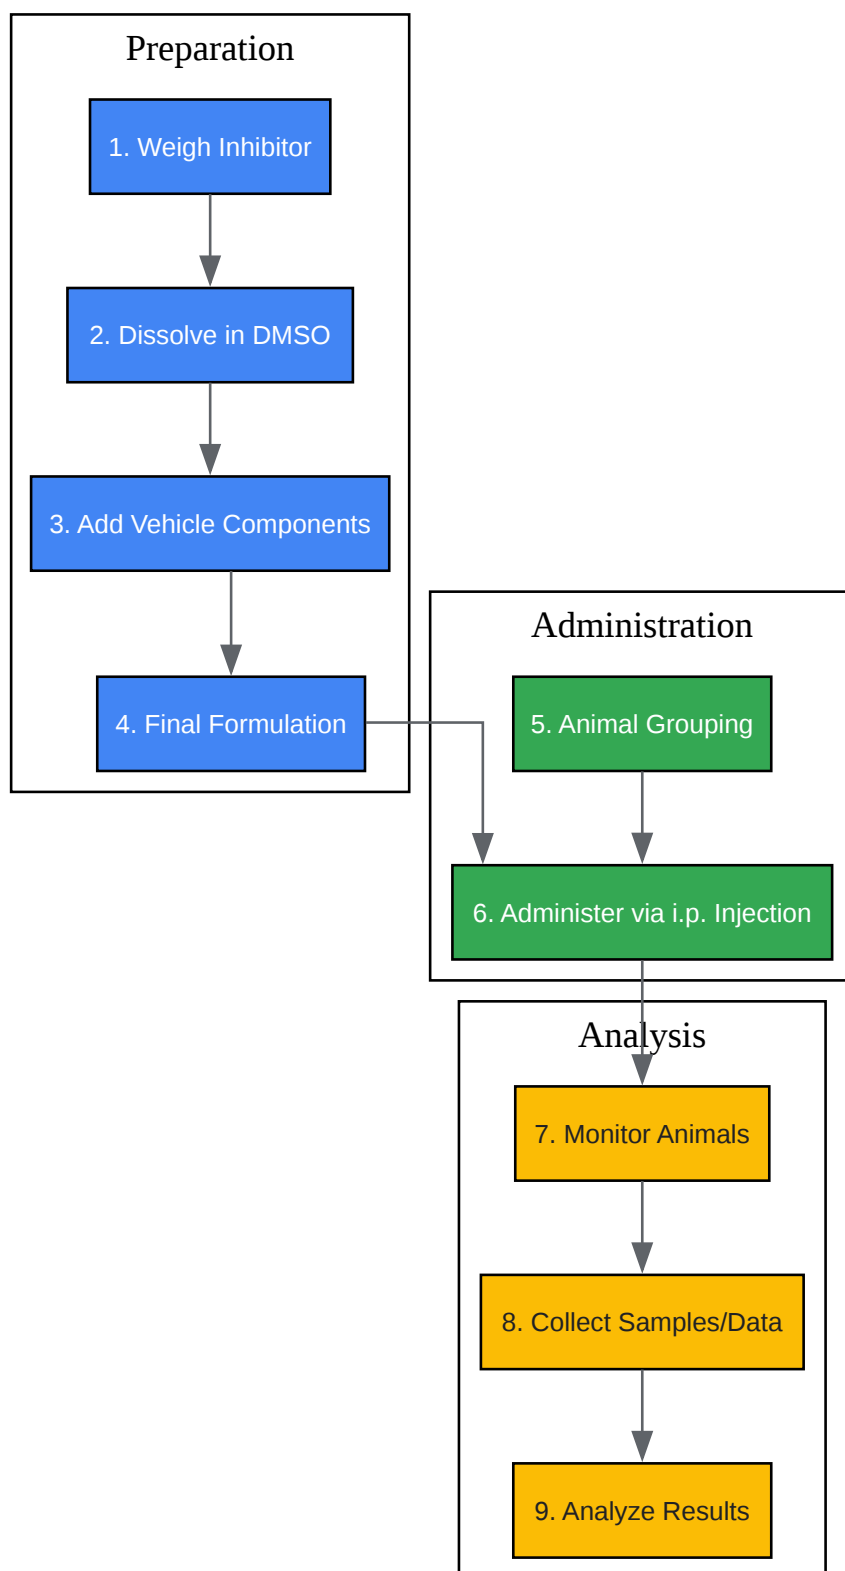 Preparation
1. Weigh Inhibitor
2. Dissolve in DMSO
3. Add Vehicle Components
4. Final Formulation
Administration
5. Animal Grouping
6. Administer via i.p. Injection
Analysis
7. Monitor Animals
8. Collect Samples/Data
9. Analyze Results